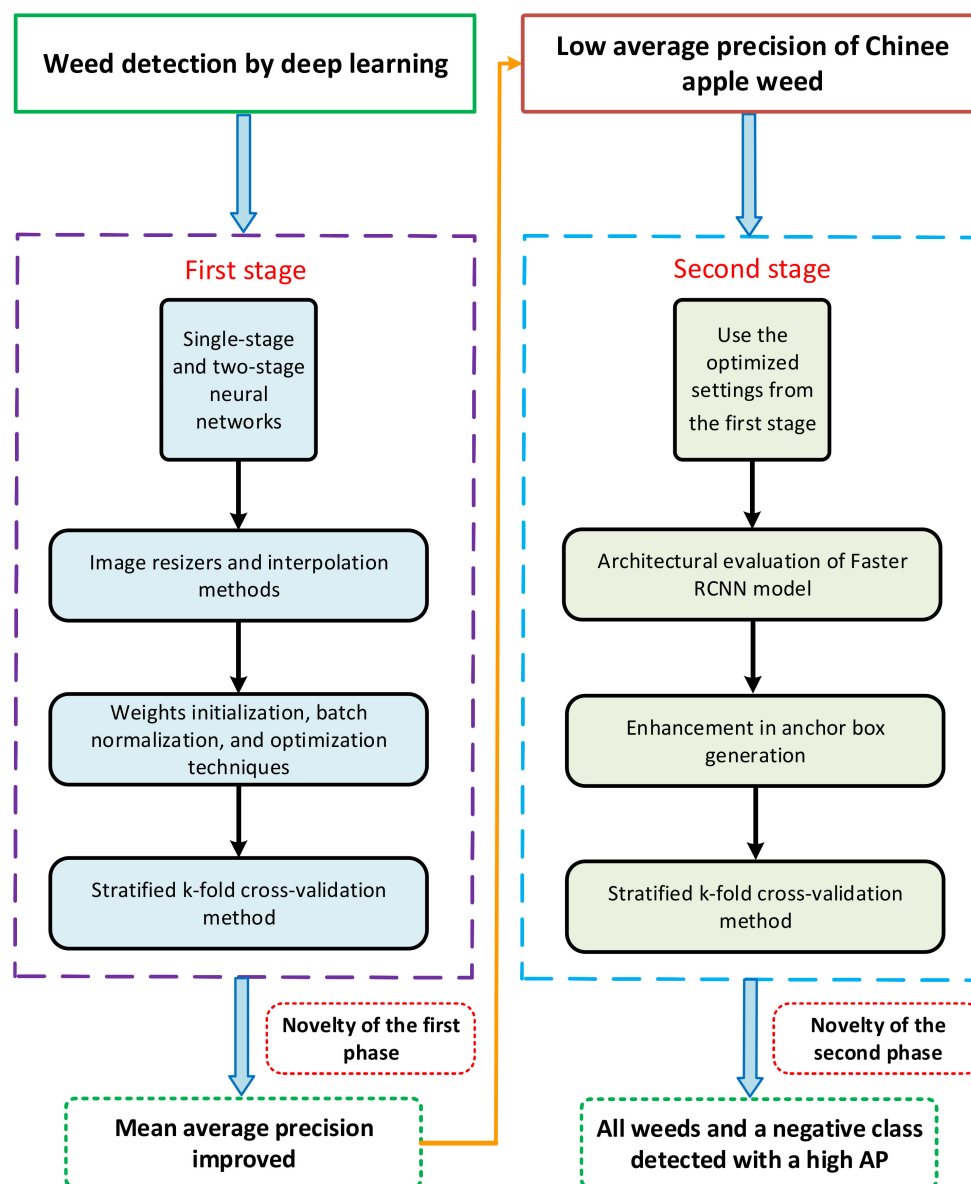 Weed detection by deep learning
First stage
Single-stage
and two-stage
neural
networks
Image resizers and interpolation
methods
Weights initialization, batch
normalization, and optimization
techniques
Stratified k-fold cross-validation
method
Novelty of the first
phase
Mean average precision
improved
Low average precision of Chinee
apple weed
Second stage
Use the
optimized
settings from
the first stage
Architectural evaluation of Faster
RCNN model
Enhancement in anchor box
generation
Stratified k-fold cross-validation
method
Novelty of the
second phase
All weeds and a negative class
detected with a high AP